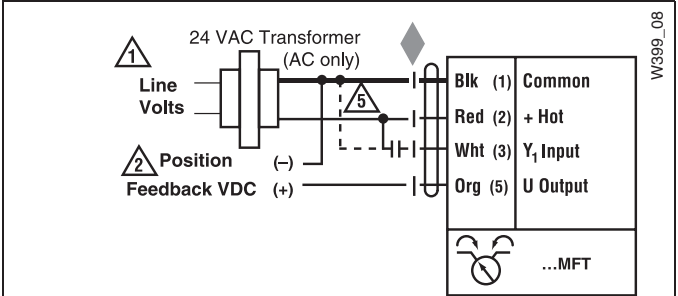 W399_08
24 VAC Transformer
(AC only)
1
Line
Volts
5
2 Position (–)
Feedback VDC (+)
Blk (1) Common
Red (2) + Hot
Wht (3) Y1 Input
Org (5) U Output
...MFT